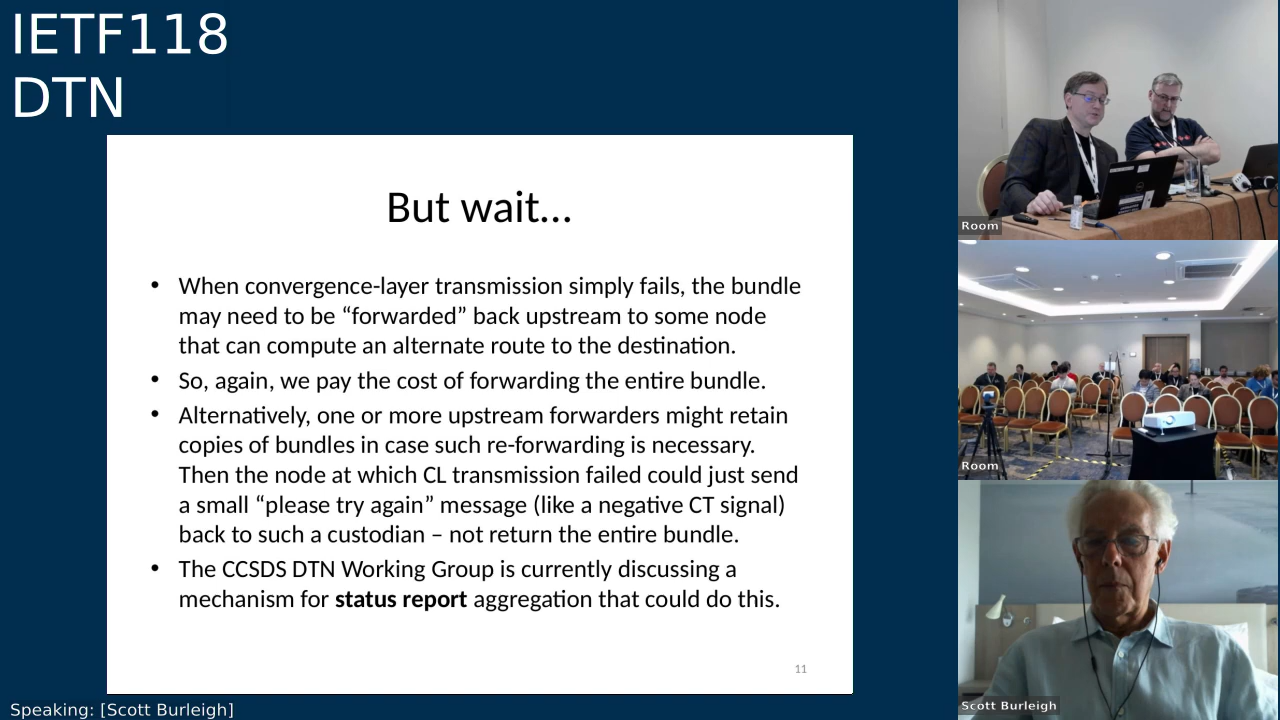 IETF118
DTN
But wait…
• When convergence-layer transmission simply fails, the bundle
may need to be “forwarded” back upstream to some node
that can compute an alternate route to the destination.
• So, again, we pay the cost of forwarding the entire bundle.
• Alternatively, one or more upstream forwarders might retain
copies of bundles in case such re-forwarding is necessary.
Then the node at which CL transmission failed could just send
a small “please try again” message (like a negative CT signal)
back to such a custodian – not return the entire bundle.
• The CCSDS DTN Working Group is currently discussing a
mechanism for status report aggregation that could do this.
11
Room
Room
Scott Burleigh
Speaking: [Scott Burleigh]